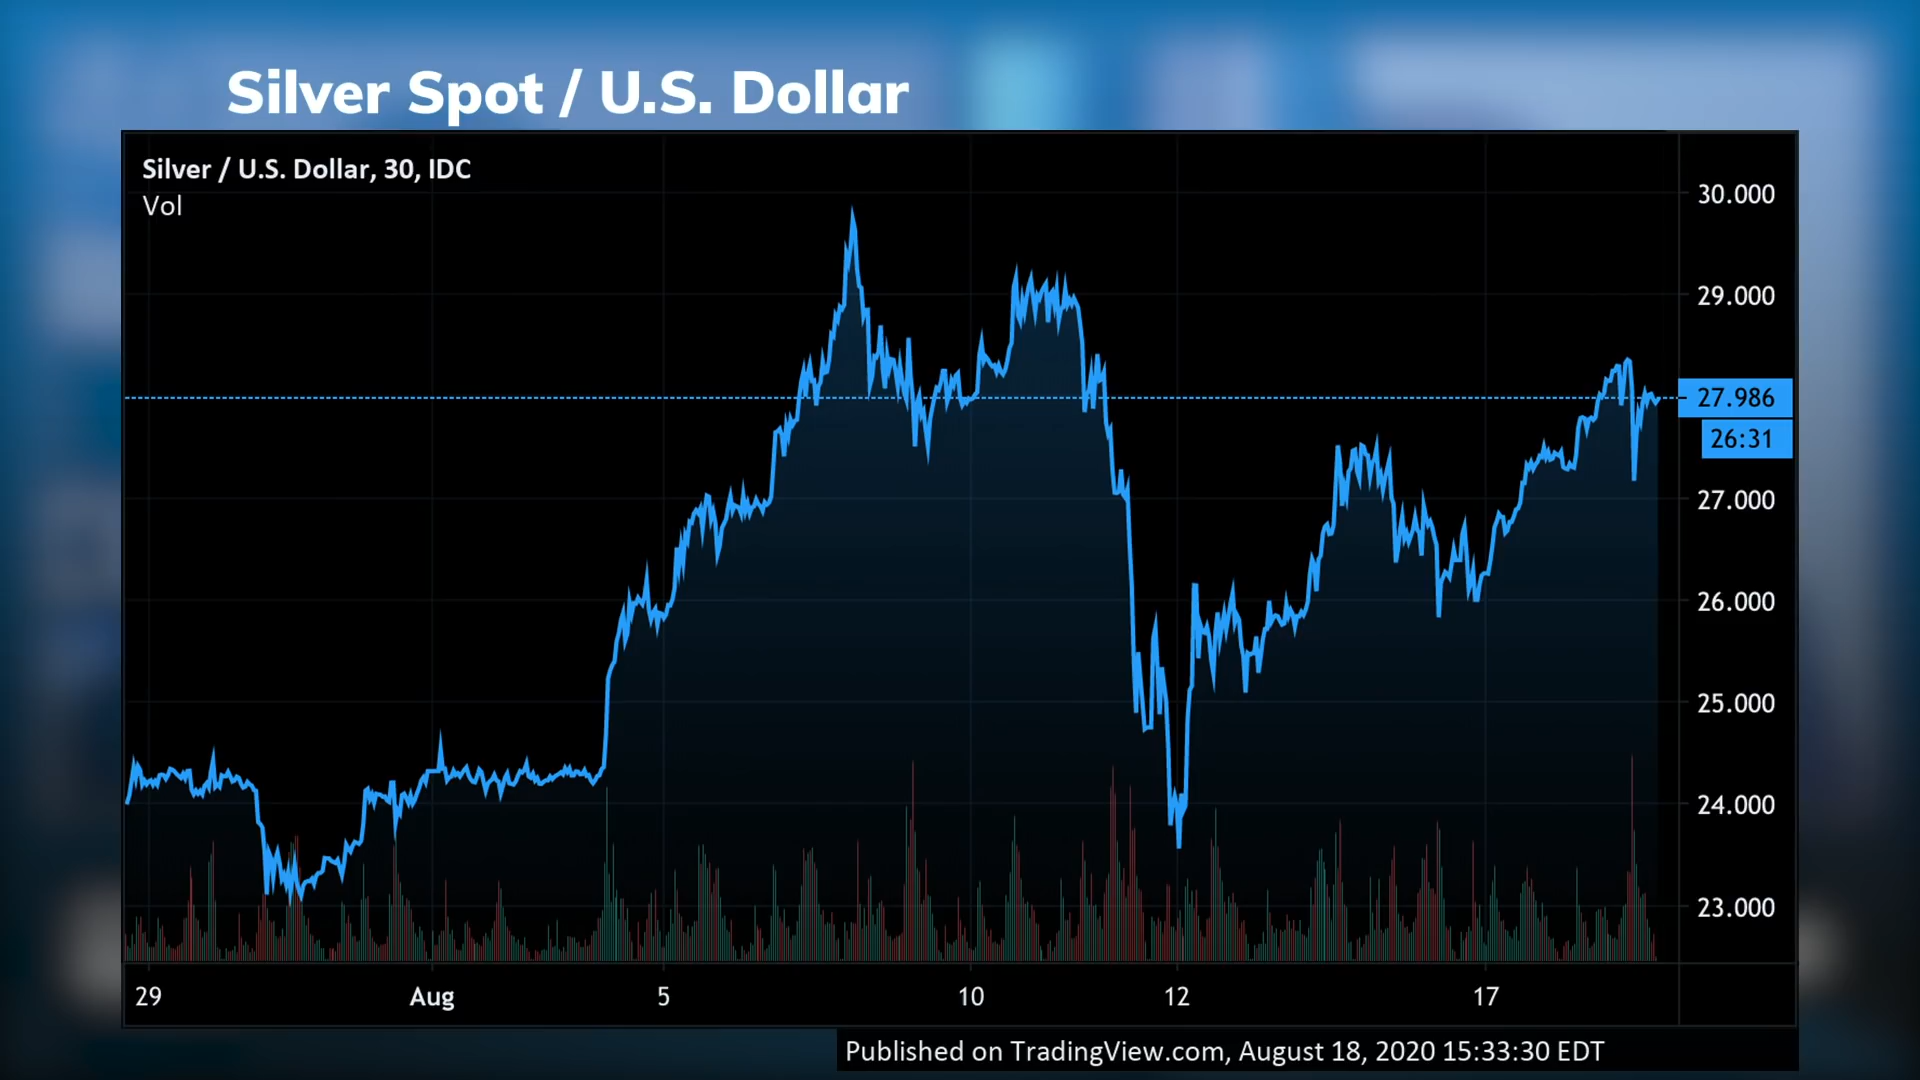 Silver Spot / U.S. Dollar
Silver / U.S. Dollar, 30, IDC
Vol
30.000
29.000
27.986
26:31
27.000
26.000
25.000
24.000
23.000
29 Aug 5 10 12 17
Published on TradingView.com, August 18, 2020 15:33:30 EDT